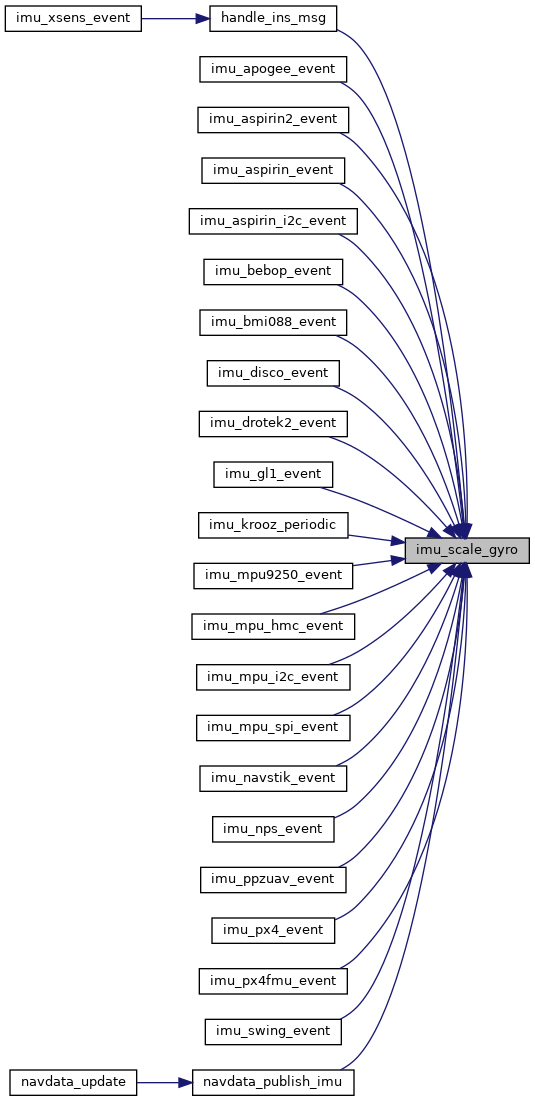 imu_xsens_event
handle_ins_msg
imu_apogee_event
imu_aspirin2_event
imu_aspirin_event
imu_aspirin_i2c_event
imu_bebop_event
imu_bmi088_event
imu_disco_event
imu_drotek2_event
imu_gl1_event
imu_krooz_periodic
imu_scale_gyro
imu_mpu9250_event
imu_mpu_hmc_event
imu_mpu_i2c_event
imu_mpu_spi_event
imu_navstik_event
imu_nps_event
imu_ppzuav_event
imu_px4_event
imu_px4fmu_event
imu_swing_event
navdata_update
navdata_publish_imu